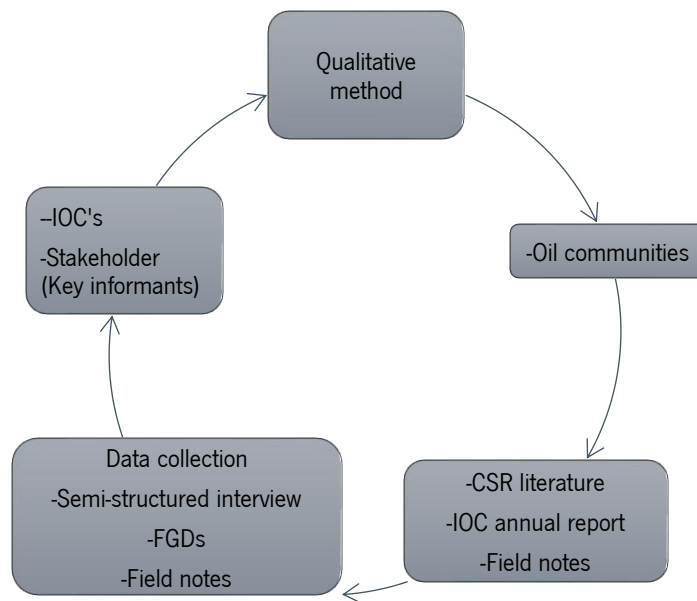 Qualitative
method
-Oil communities
-CSR literature
-IOC annual report
-Field notes
Data collection
-Semi-structured interview
-FGDs
-Field notes
--IOC's
-Stakeholder
(Key informants)